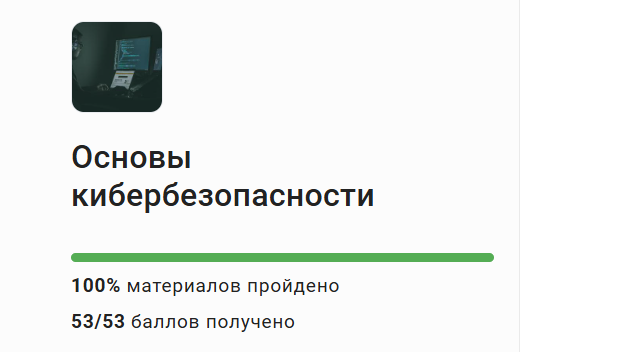 Основы
кибербезопасности
100% материалов пройдено
53/53 баллов получено